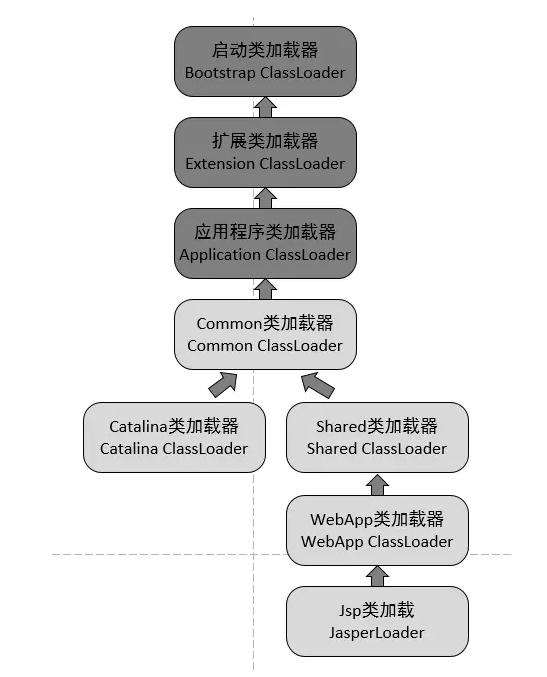 启动类加载器
Bootstrap ClassLoader
扩展类加载器
Extension ClassLoader
应用程序类加载器
Application ClassLoader
Common类加载器
Common ClassLoader
Catalina类加载器
Catalina ClassLoader
Shared类加载器
Shared ClassLoader
WebApp类加载器
WebApp ClassLoader
Jsp类加载
JasperLoader